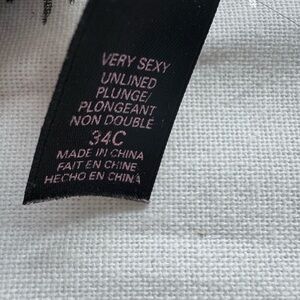 VERY SEXY
UNLINED
PLUNGE/
PLONGEANT
NON DOUBLE
34C
MADE IN CHINA
FAIT EN CHINE
HECHO EN CHINA